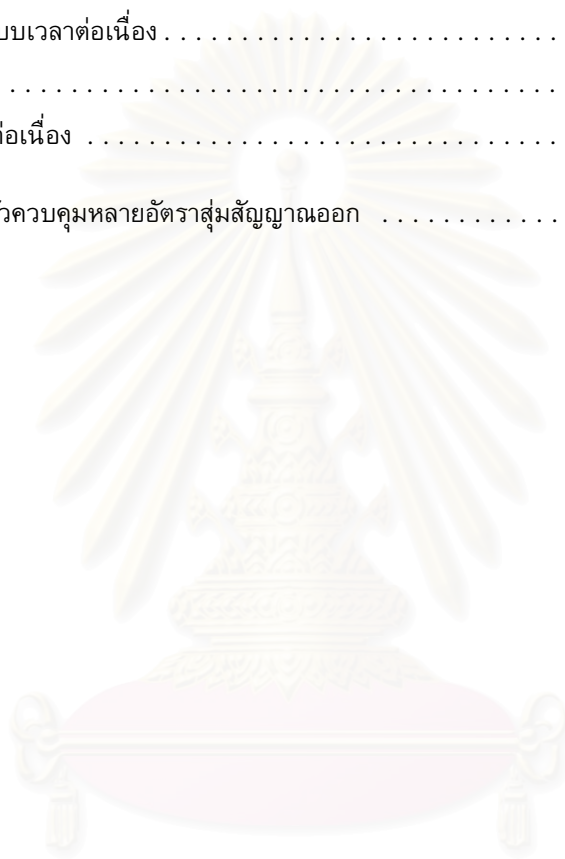 บบเวลาต่อเนื่อง . . . . . . . . . . . . . . . . . . . . . . . . . .
. . . . . . . . . . . . . . . . . . . . . . . . . . . . . . . . . . . .
่อเนื่อง . . . . . . . . . . . . . . . . . . . . . . . . . . . . . . .
ัวควบคุมหลายอัตราสุ่มสัญญาณออก . . . . . . . . . . . .